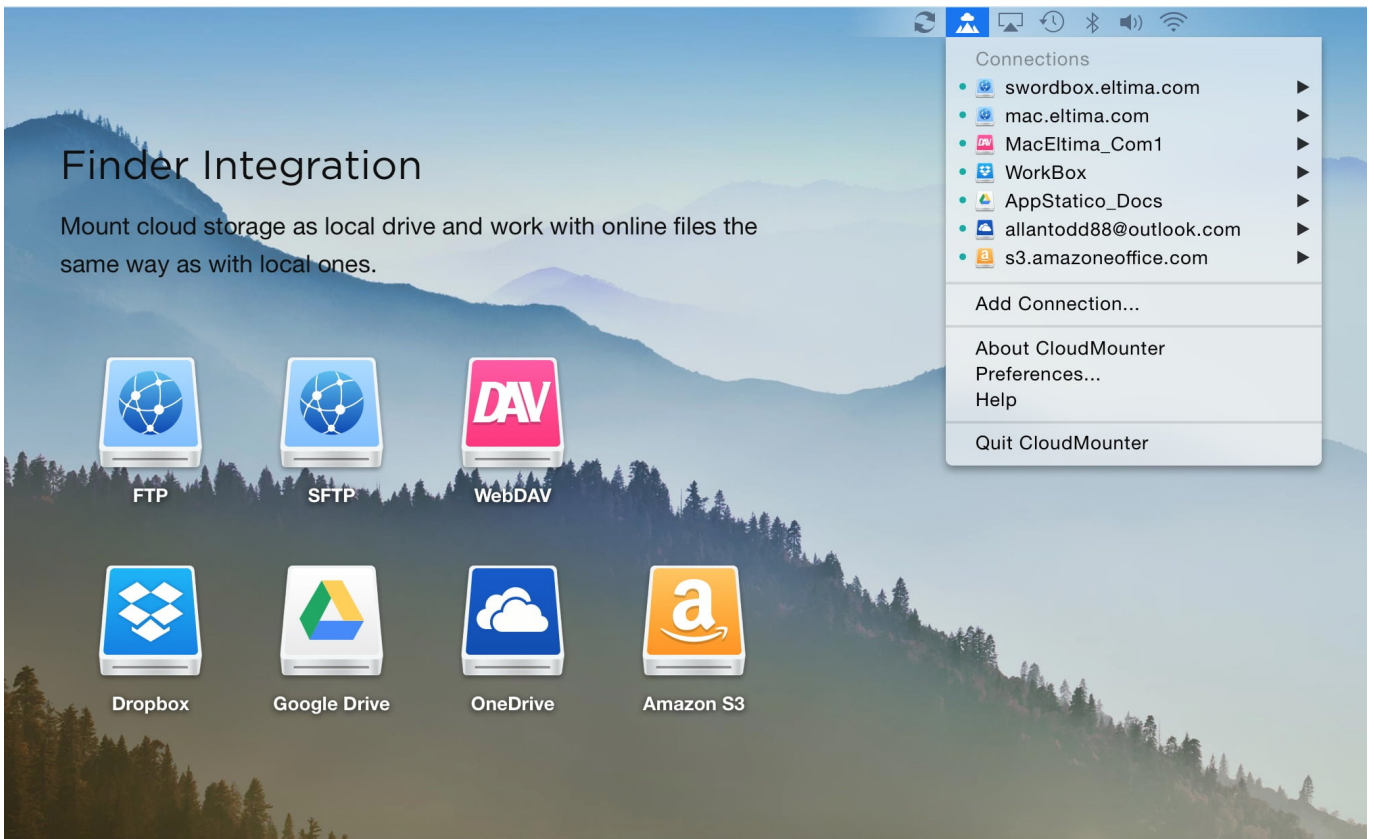 Finder Integration
Mount cloud storage as local drive and work with online files the
same way as with local ones.
FTP
SFTP
DAV
WebDAV
Dropbox
Google Drive
OneDrive
a
Amazon S3
Connections
swordbox.eltima.com
mac.eltima.com
DAV MacEltima_Com1
WorkBox
AppStatico_Docs
allantodd88@outlook.com
a s3.amazoneoffice.com
Add Connection...
About CloudMounter
Preferences...
Help
Quit CloudMounter